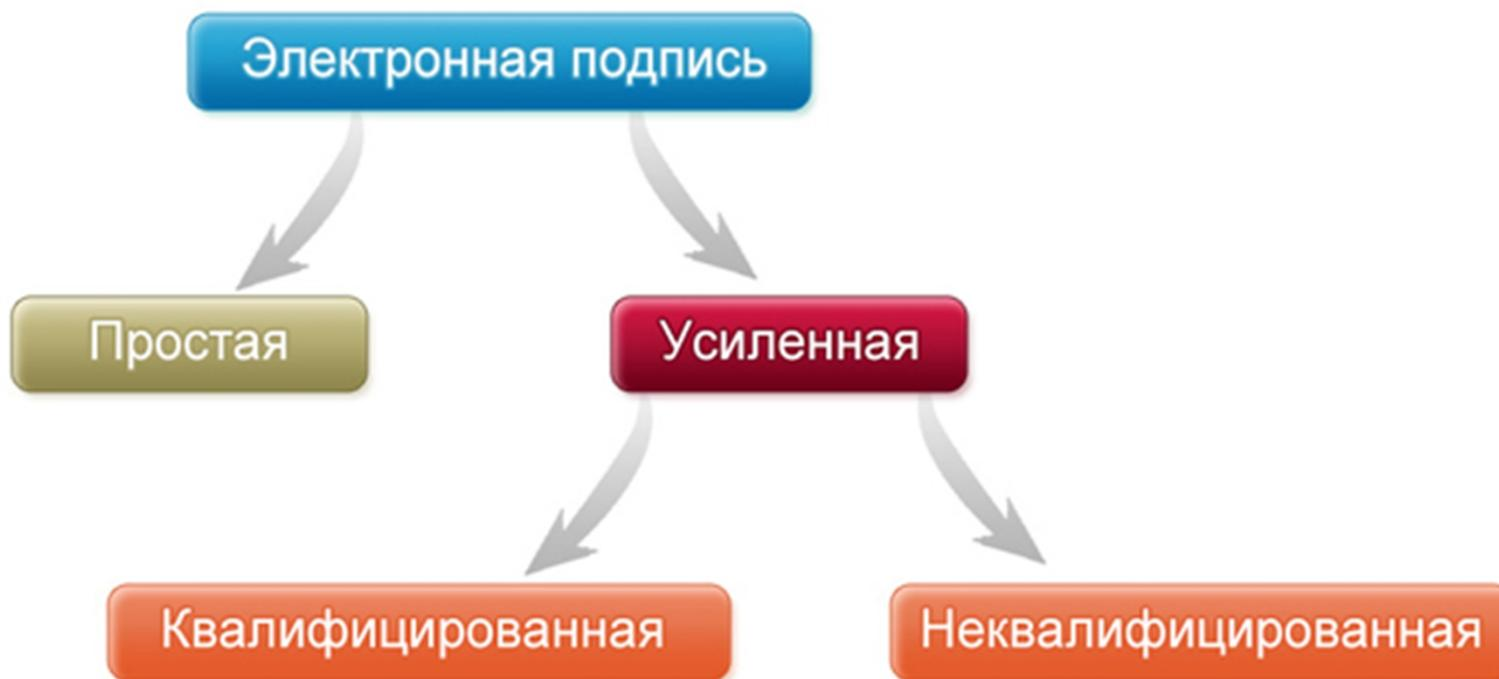 Электронная подпись
Простая
Усиленная
Квалифицированная
Неквалифицированная